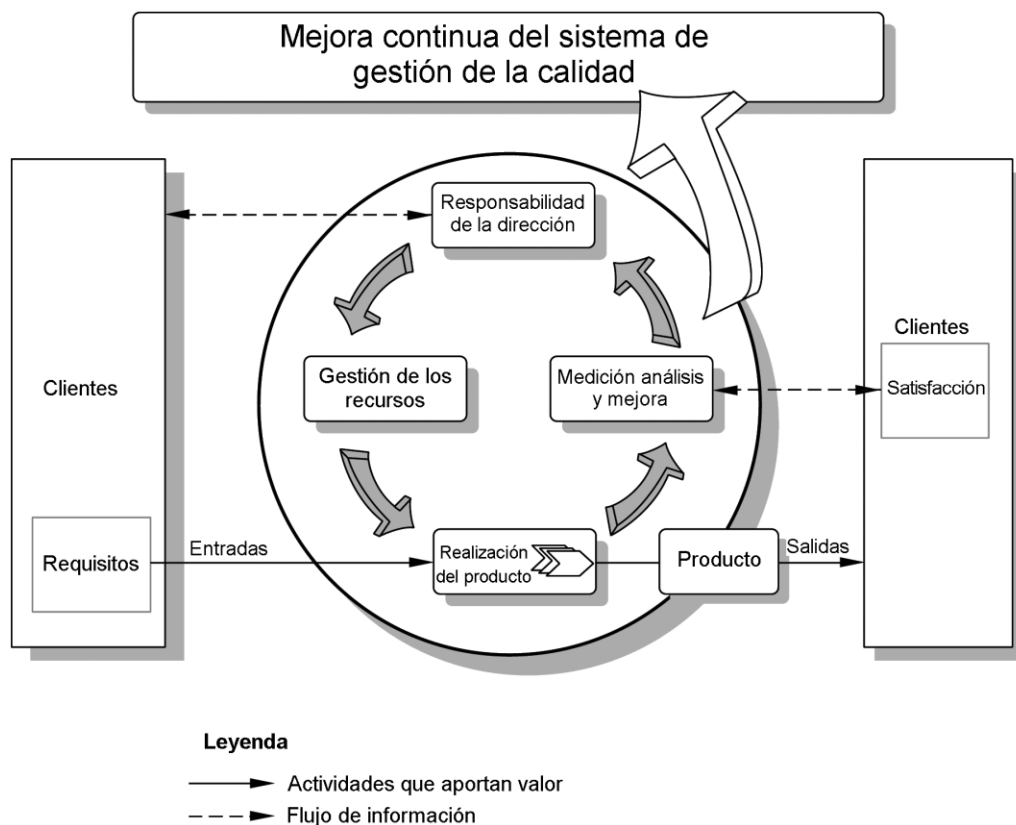 Mejora continua del sistema de
gestión de la calidad
Responsabilidad
de la dirección
Clientes
Clientes
Gestión de los
recursos
Medición análisis
y mejora
Satisfacción
Requisitos
Entradas
Realización
del producto
Producto
Salidas
Leyenda
Actividades que aportan valor
Flujo de información